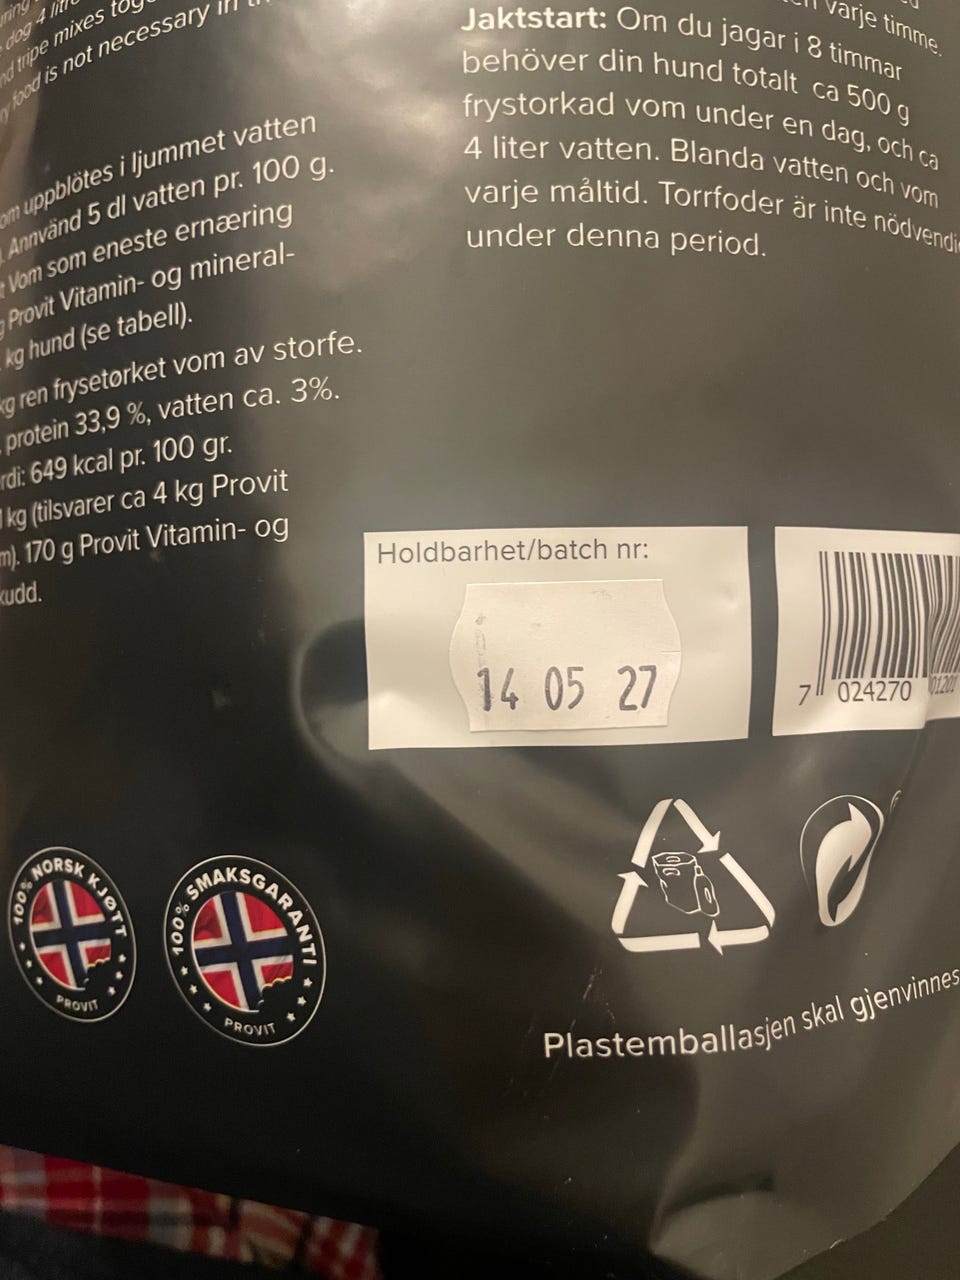 dog 4
tripe mixes
food is not necessary in
uppblötes i ljummet vatten
Använd 5 dl vatten pr. 100 g.
Vom som eneste ernæring
Provit Vitamin- og mineral-
kg hund (se tabell).
kg ren frysetørket vom av storfe.
protein 33,9 %, vatten ca. 3%.
649 kcal pr. 100 gr.
kg (tilsvarer ca 4 kg Provit
170 g Provit Vitamin- og
varje timme.
Jaktstart: Om du jagar i 8 timmar
behöver din hund totalt ca 500 g
frystorkad vom under en dag, och ca
4 liter vatten. Blanda vatten och vom
varje måltid. Torrfoder är inte nödvendi
under denna period.
Holdbarhet/batch nr:
14 05 27
7 024270 01201
100% NORSK KJØTT
PROVIT
100% SMAKSGARANTI
PROVIT
Plastemballasjen skal gjenvinnes